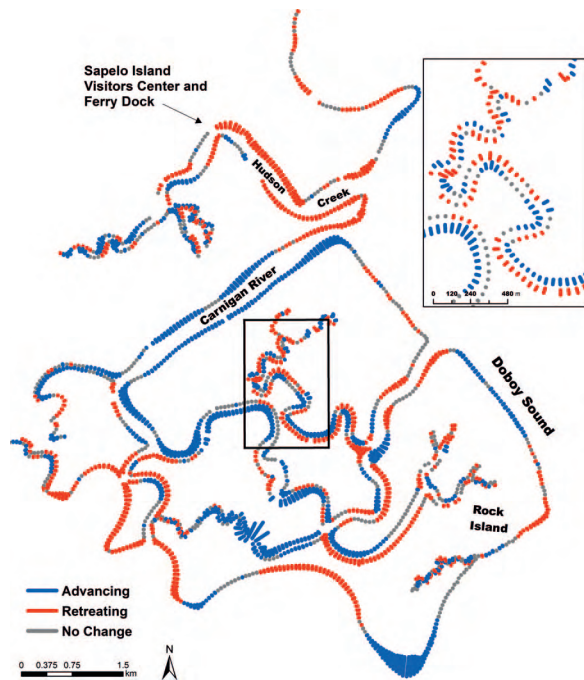 Sapelo Island
Visitors Center and
Ferry Dock
Hudson
Creek
0 120 240 480 m
Carnigan River
Doboy Sound
Rock
Island
Advancing
Retreating
No Change
N
0 0.375 0.75 1.5
km